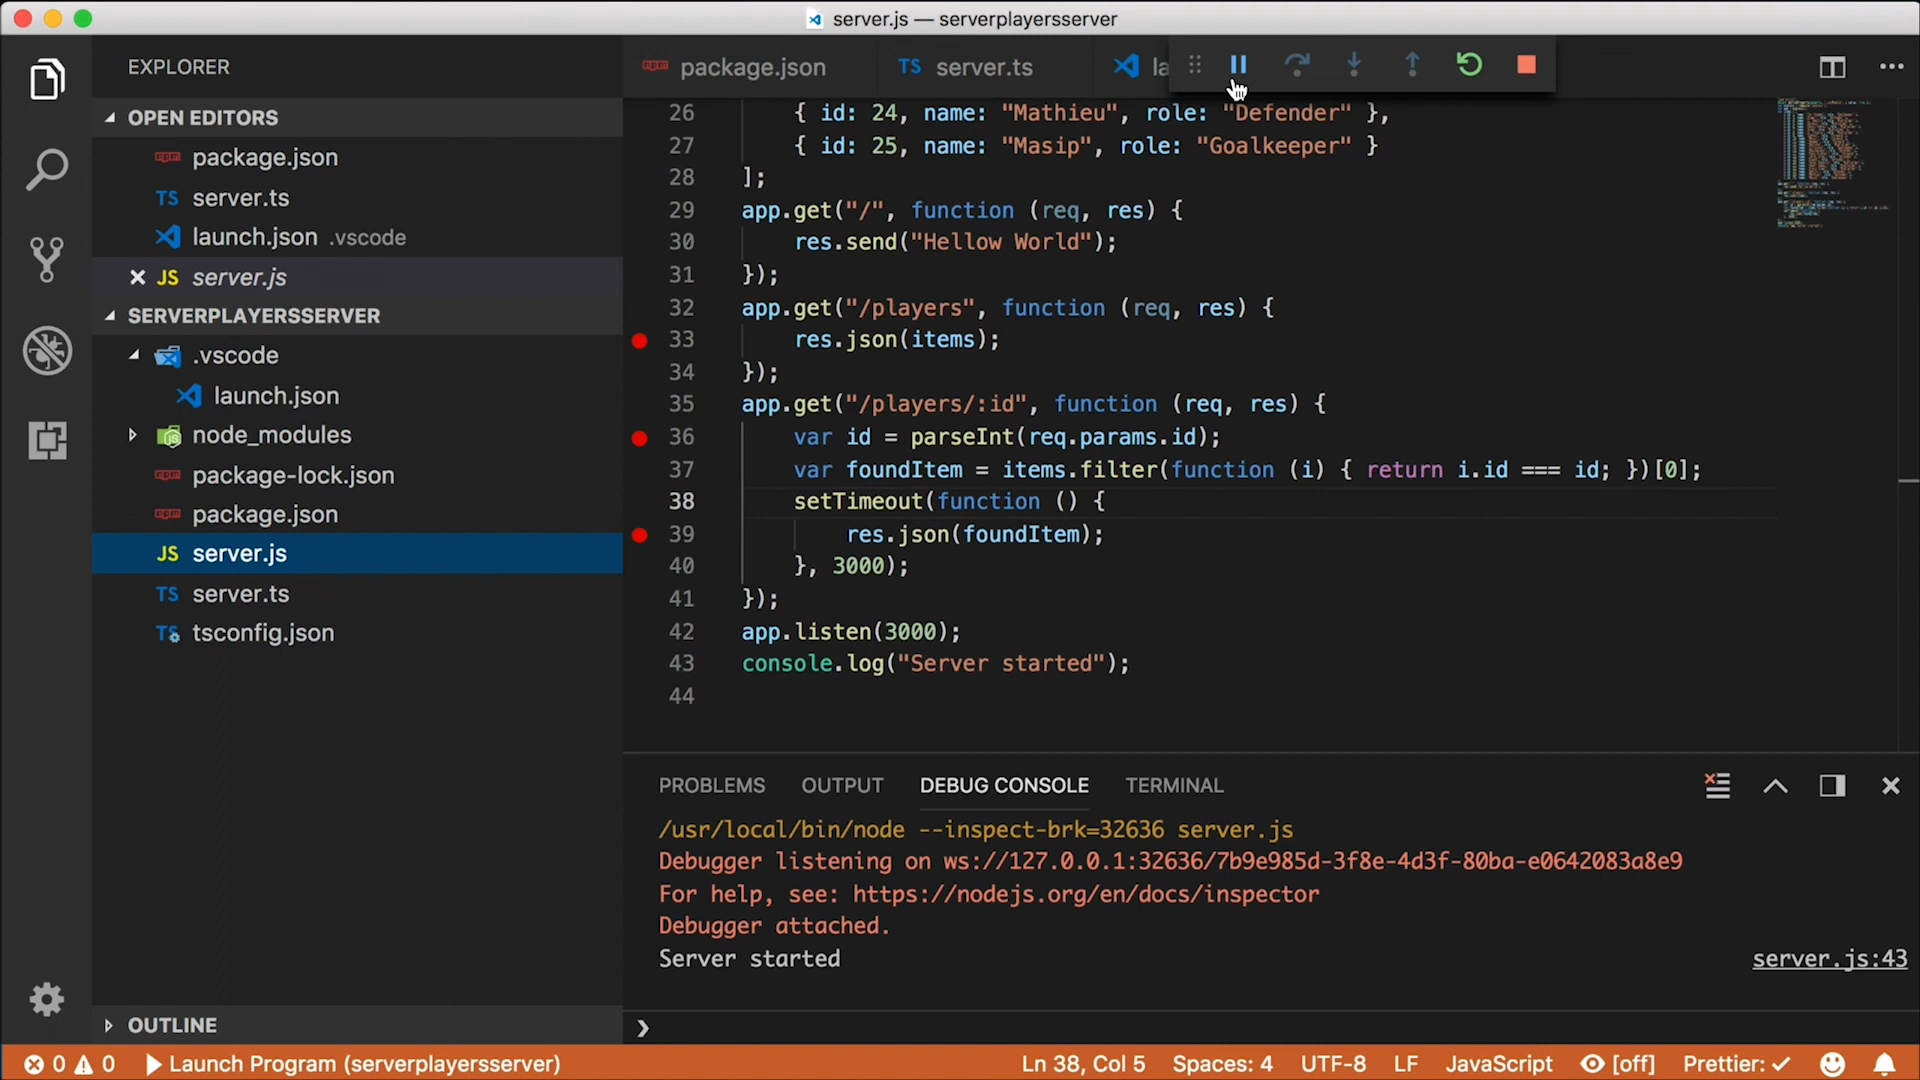 server.js — serverplayersserver
EXPLORER
OPEN EDITORS
package.json
TS server.ts
launch.json .vscode
JS server.js
SERVERPLAYERSSERVER
.vscode
launch.json
node_modules
package-lock.json
package.json
JS server.js
TS server.ts
TS tsconfig.json
OUTLINE
package.json
TS server.ts
la
26 { id: 24, name: "Mathieu", role: "Defender" },
27 { id: 25, name: "Masip", role: "Goalkeeper" }
28 ];
29 app.get("/", function (req, res) {
30 res.send("Hellow World");
31 });
32 app.get("/players", function (req, res) {
33 res.json(items);
34 });
35 app.get("/players/:id", function (req, res) {
36 var id = parseInt(req.params.id);
37 var foundItem = items.filter(function (i) { return i.id === id; })[0];
38 setTimeout(function () {
39 res.json(foundItem);
40 }, 3000);
41 });
42 app.listen(3000);
43 console.log("Server started");
44
PROBLEMS OUTPUT DEBUG CONSOLE TERMINAL
/usr/local/bin/node --inspect-brk=32636 server.js
Debugger listening on ws://127.0.0.1:32636/7b9e985d-3f8e-4d3f-80ba-e0642083a8e9
For help, see: https://nodejs.org/en/docs/inspector
Debugger attached.
Server started server.js:43
0 0 Launch Program (serverplayersserver) Ln 38, Col 5 Spaces: 4 UTF-8 LF JavaScript [off] Prettier: ✓